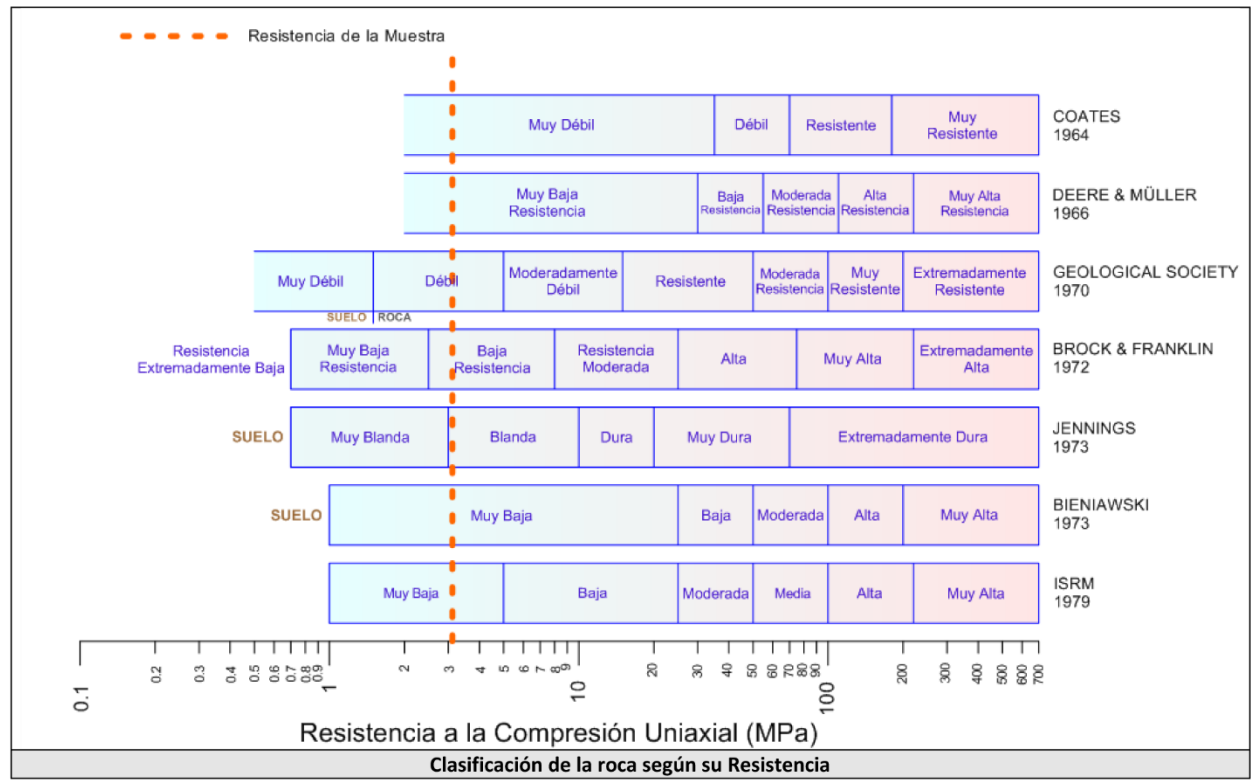 Resistencia de la Muestra
Muy Débil
Débil
Resistente
Muy
Resistente
COATES
1964
Muy Baja
Resistencia
Baja
Resistencia
Moderada
Resistencia
Alta
Resistencia
Muy Alta
Resistencia
DEERE & MÜLLER
1966
Muy Débil
Débil
Moderadamente
Débil
Resistente
Moderada
Resistencia
Muy
Resistente
Extremadamente
Resistente
GEOLOGICAL SOCIETY
1970
SUELO
ROCA
Resistencia
Extremadamente Baja
Muy Baja
Resistencia
Baja
Resistencia
Resistencia
Moderada
Alta
Muy Alta
Extremadamente
Alta
BROCK & FRANKLIN
1972
SUELO
Muy Blanda
Blanda
Dura
Muy Dura
Extremadamente Dura
JENNINGS
1973
SUELO
Muy Baja
Baja
Moderada
Alta
Muy Alta
BIENIAWSKI
1973
Muy Baja
Baja
Moderada
Media
Alta
Muy Alta
ISRM
1979
0.1 0.2 0.3 0.4 0.5 0.6 0.7 0.8 0.9 1 2 3 4 5 6 7 8 9 10 20 30 40 50 60 70 80 90 100 200 300 400 500 600 700
Resistencia a la Compresión Uniaxial (MPa)
Clasificación de la roca según su Resistencia